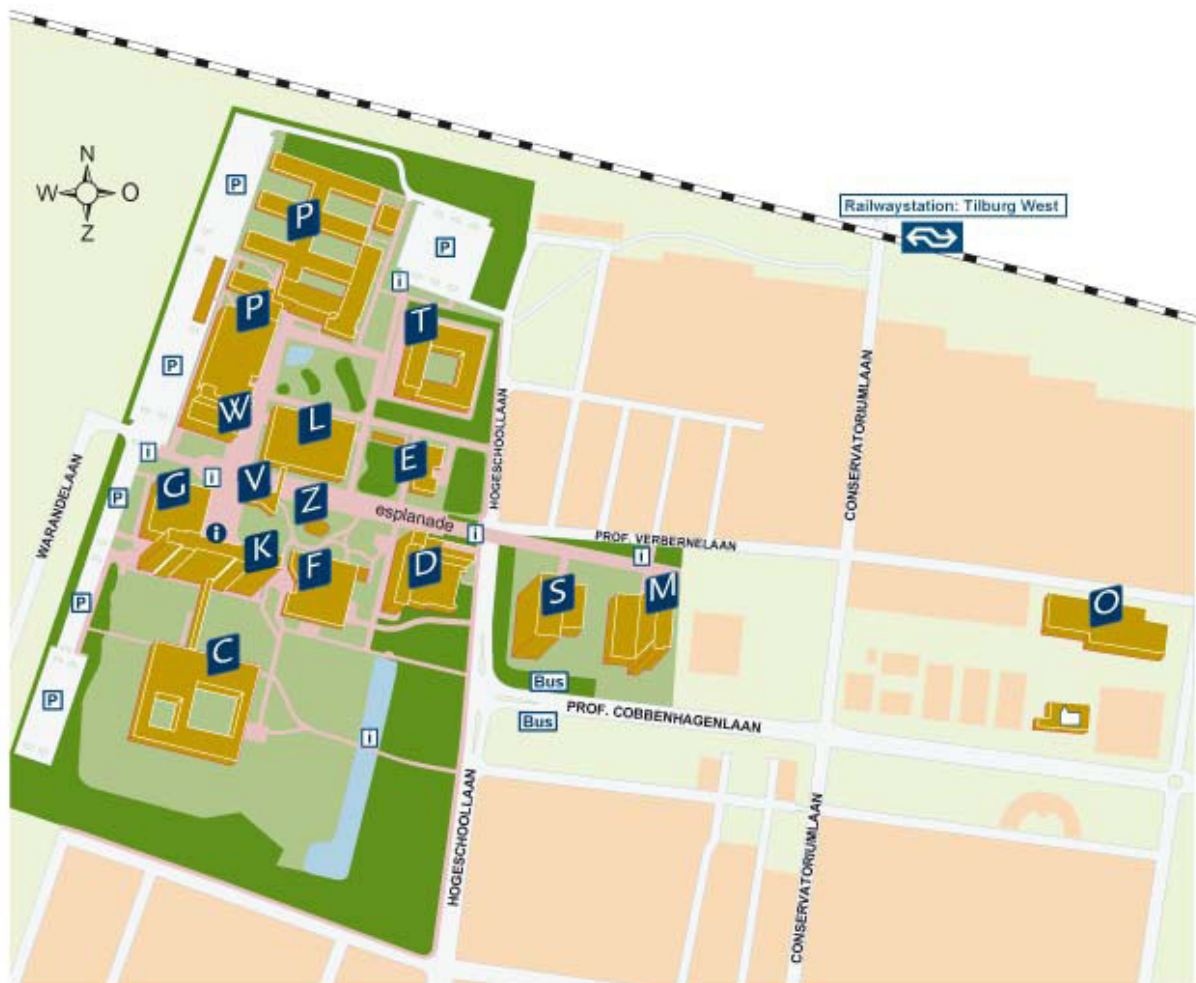 N
W O
Z
Railwaystation: Tilburg West
P
P
P
i
P
T
P
W
L
E
i
G
i
V
Z
P
i
K
F
esplanade
i
D
PROF. VERBERNELAAN
i
S
M
O
P
C
P
i
Bus
Bus
PROF. COBBENHAGENLAAN
WARANDELAAN
HOGESCHOOLLAAN
HOGESCHOOLLAAN
CONSERVATORIUMLAAN
CONSERVATORIUMLAAN